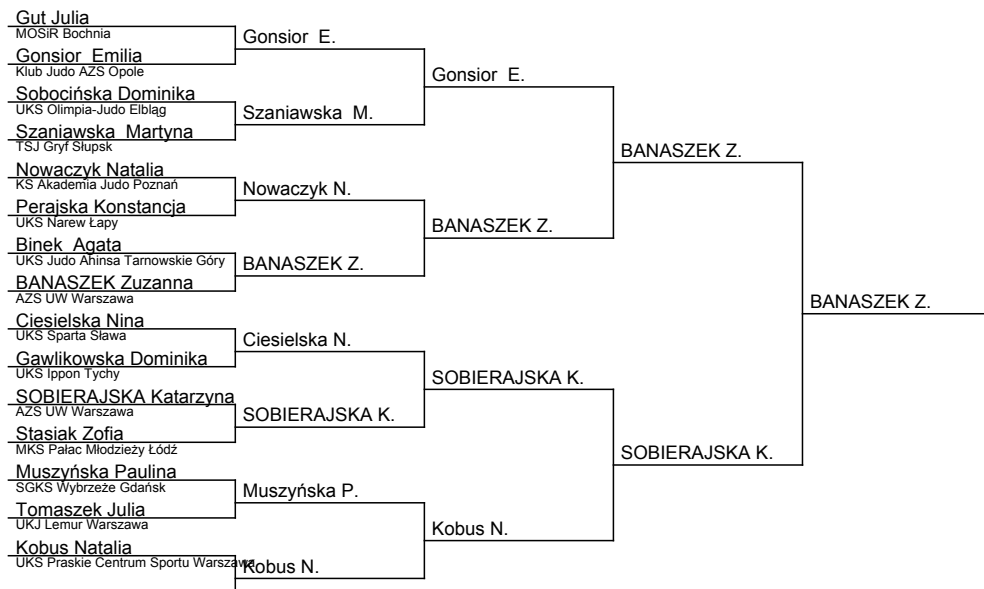 Gut Julia
MOSiR Bochnia
Gonsior E.
Gonsior Emilia
Klub Judo AZS Opole
Gonsior E.
Sobocińska Dominika
UKS Olimpia-Judo Elbląg
Szaniawska M.
Szaniawska Martyna
TSJ Gryf Słupsk
BANASZEK Z.
Nowaczyk Natalia
KS Akademia Judo Poznań
Nowaczyk N.
Perajska Konstancja
UKS Narew Łapy
BANASZEK Z.
Binek Agata
UKS Judo Ahinsa Tarnowskie Góry
BANASZEK Z.
BANASZEK Zuzanna
AZS UW Warszawa
BANASZEK Z.
Ciesielska Nina
UKS Sparta Sława
Ciesielska N.
Gawlikowska Dominika
UKS Ippon Tychy
SOBIERAJSKA K.
SOBIERAJSKA Katarzyna
AZS UW Warszawa
SOBIERAJSKA K.
Stasiak Zofia
MKS Pałac Młodzieży Łódź
SOBIERAJSKA K.
Muszyńska Paulina
SGKS Wybrzeże Gdańsk
Muszyńska P.
Tomaszek Julia
UKJ Lemur Warszawa
Kobus N.
Kobus Natalia
UKS Praskie Centrum Sportu Warszawa
Kobus N.